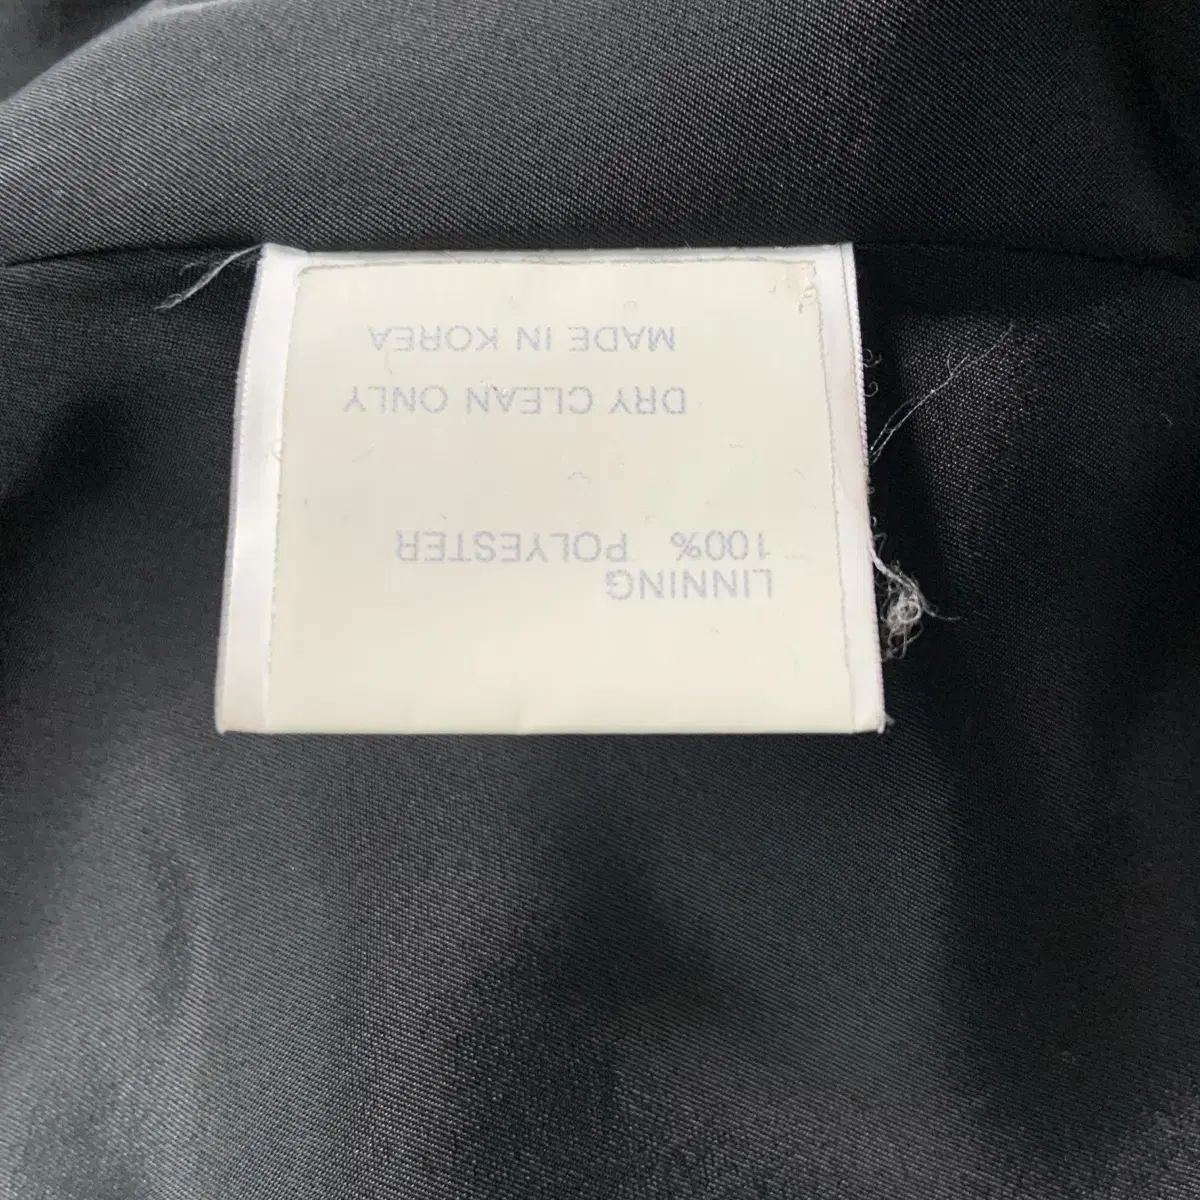 LINNING
100% POLYESTER
DRY CLEAN ONLY
MADE IN KOREA